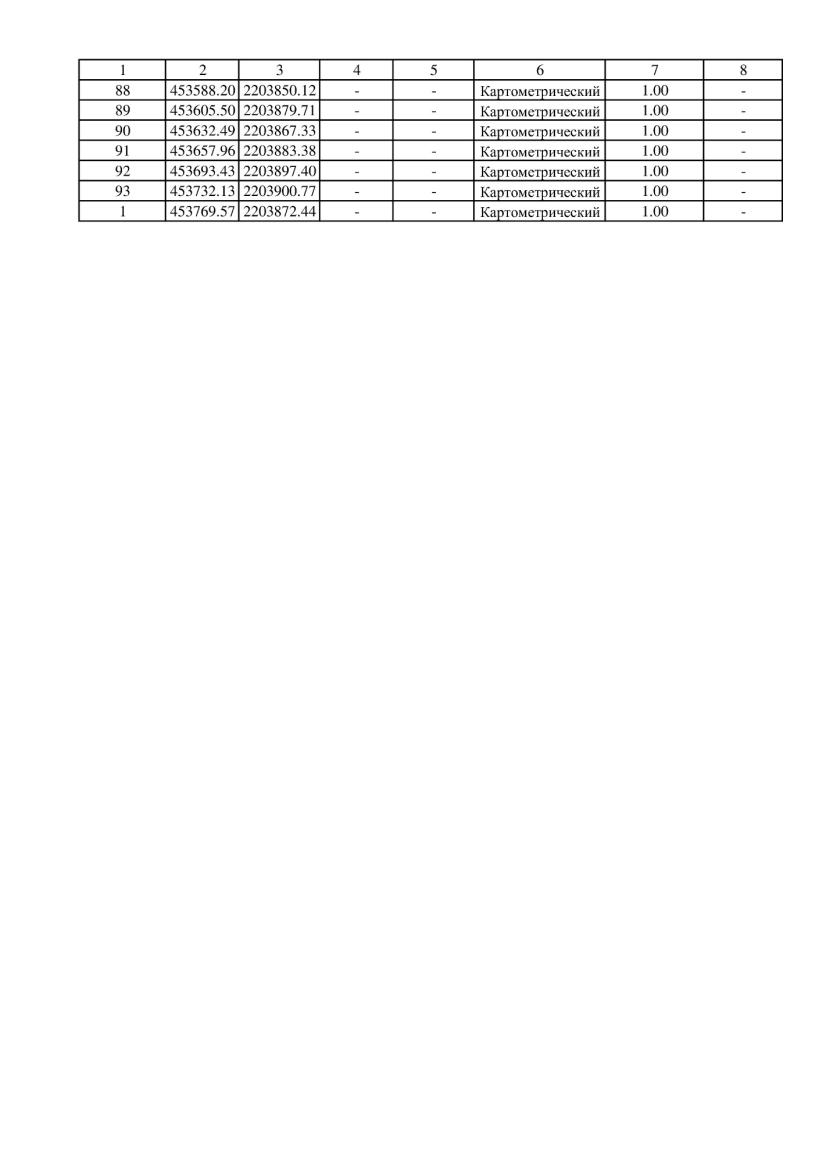 1 2 3 4 5 6 7 8
88 453588.20 2203850.12 - - Картометрический 1.00 -
89 453605.50 2203879.71 - - Картометрический 1.00 -
90 453632.49 2203867.33 - - Картометрический 1.00 -
91 453657.96 2203883.38 - - Картометрический 1.00 -
92 453693.43 2203897.40 - - Картометрический 1.00 -
93 453732.13 2203900.77 - - Картометрический 1.00 -
1 453769.57 2203872.44 - - Картометрический 1.00 -